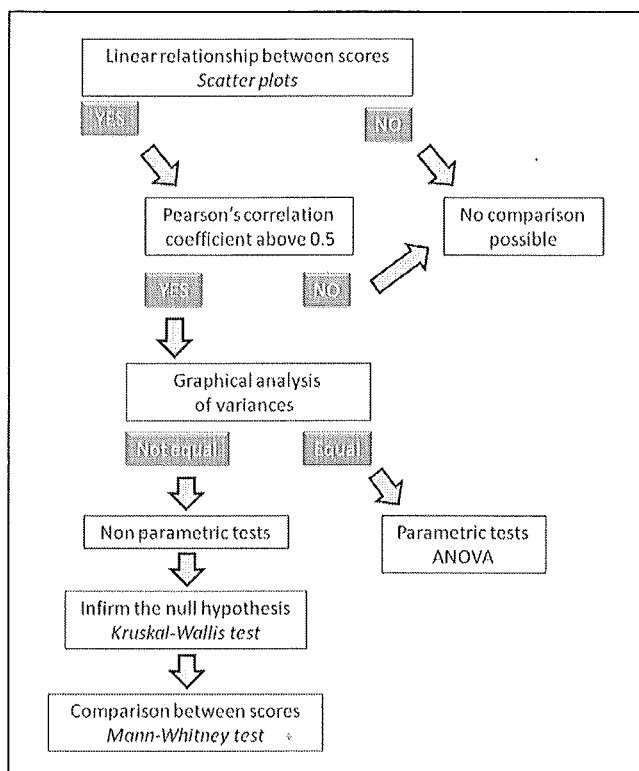 Linear relationship between scores
Scatter plots
YES
NO
Pearson's correlation
coefficient above 0.5
No comparison
possible
YES
NO
Graphical analysis
of variances
Not equal
Equal
Non parametric tests
Parametric tests
ANOVA
Infirm the null hypothesis
Kruskal-Wallis test
Comparison between scores
Mann-Whitney test